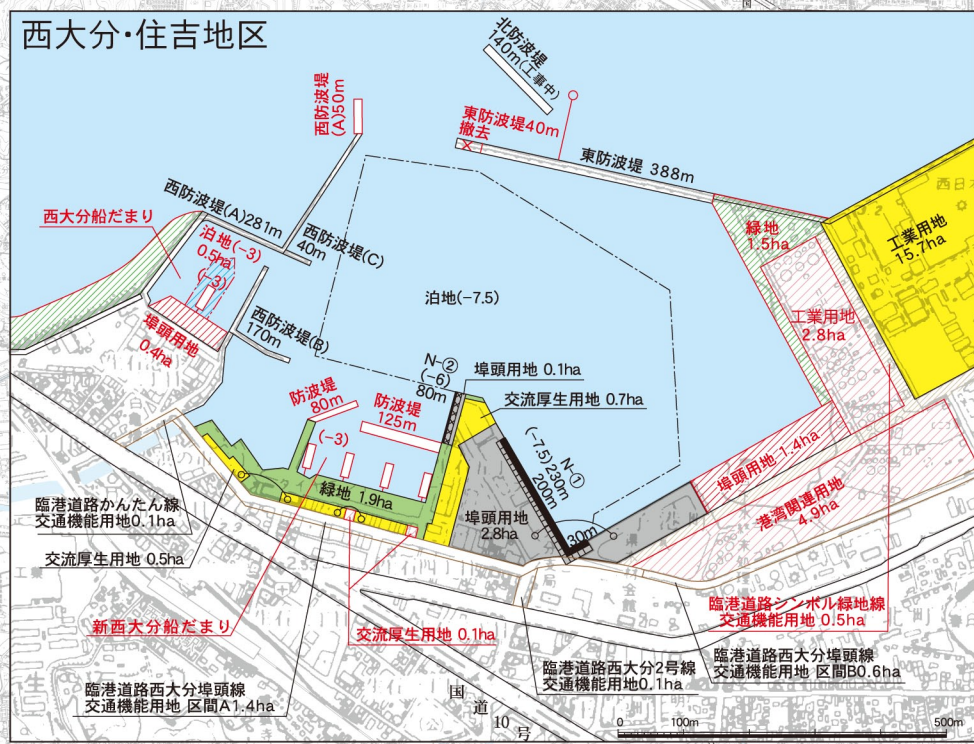 西大分・住吉地区
北防波堤
140m(工事中)
西防波堤
(A)50m
東防波堤40m
撤去
東防波堤 388m
西防波堤(A)281m
西大分船だまり
泊地(-3)
0.5ha
(-3)
西防波堤(C)
40m
緑地
1.5ha
工業用地
15.7ha
泊地(-7.5)
工業用地
2.8ha
埠頭用地
0.4ha
西防波堤(B)
170m
N-②
(-6)
80m
埠頭用地 0.1ha
交流厚生用地 0.7ha
防波堤
80m
防波堤
125m
(-3)
N-①
(-7.5)230m
200m
埠頭用地 1.4ha
港湾関連用地
4.9ha
緑地 1.9ha
埠頭用地
2.8ha
30m
臨港道路かんたん線
交通機能用地0.1ha
交流厚生用地 0.5ha
新西大分船だまり
交流厚生用地 0.1ha
臨港道路シンボル緑地線
交通機能用地 0.5ha
臨港道路西大分埠頭線
交通機能用地 区間A1.4ha
臨港道路西大分2号線
交通機能用地0.1ha
臨港道路西大分埠頭線
交通機能用地 区間B0.6ha
国道10号
0 100m 500m